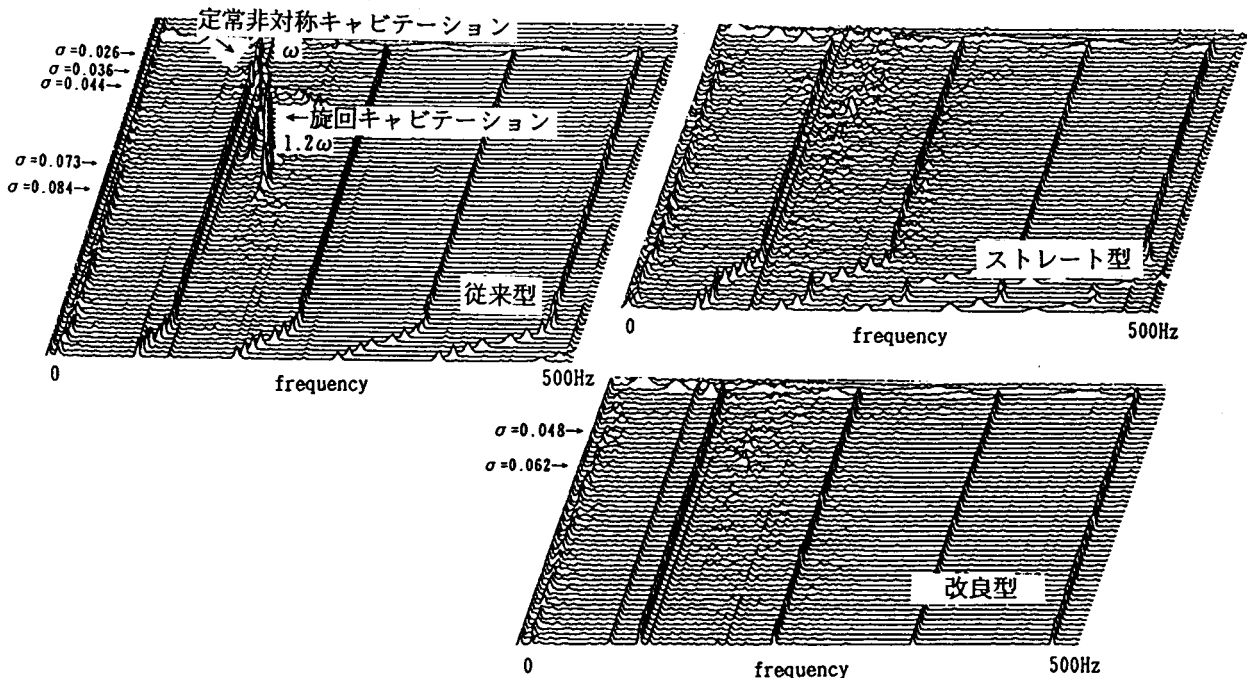 定常非対称キャビテーション
ω
σ=0.026→
σ=0.036→
σ=0.044→
←旋回キャビテーション
1.2ω
σ=0.073→
σ=0.084→
従来型
0
500Hz
frequency
ストレート型
0
500Hz
frequency
σ=0.048→
σ=0.062→
改良型
0
500Hz
frequency